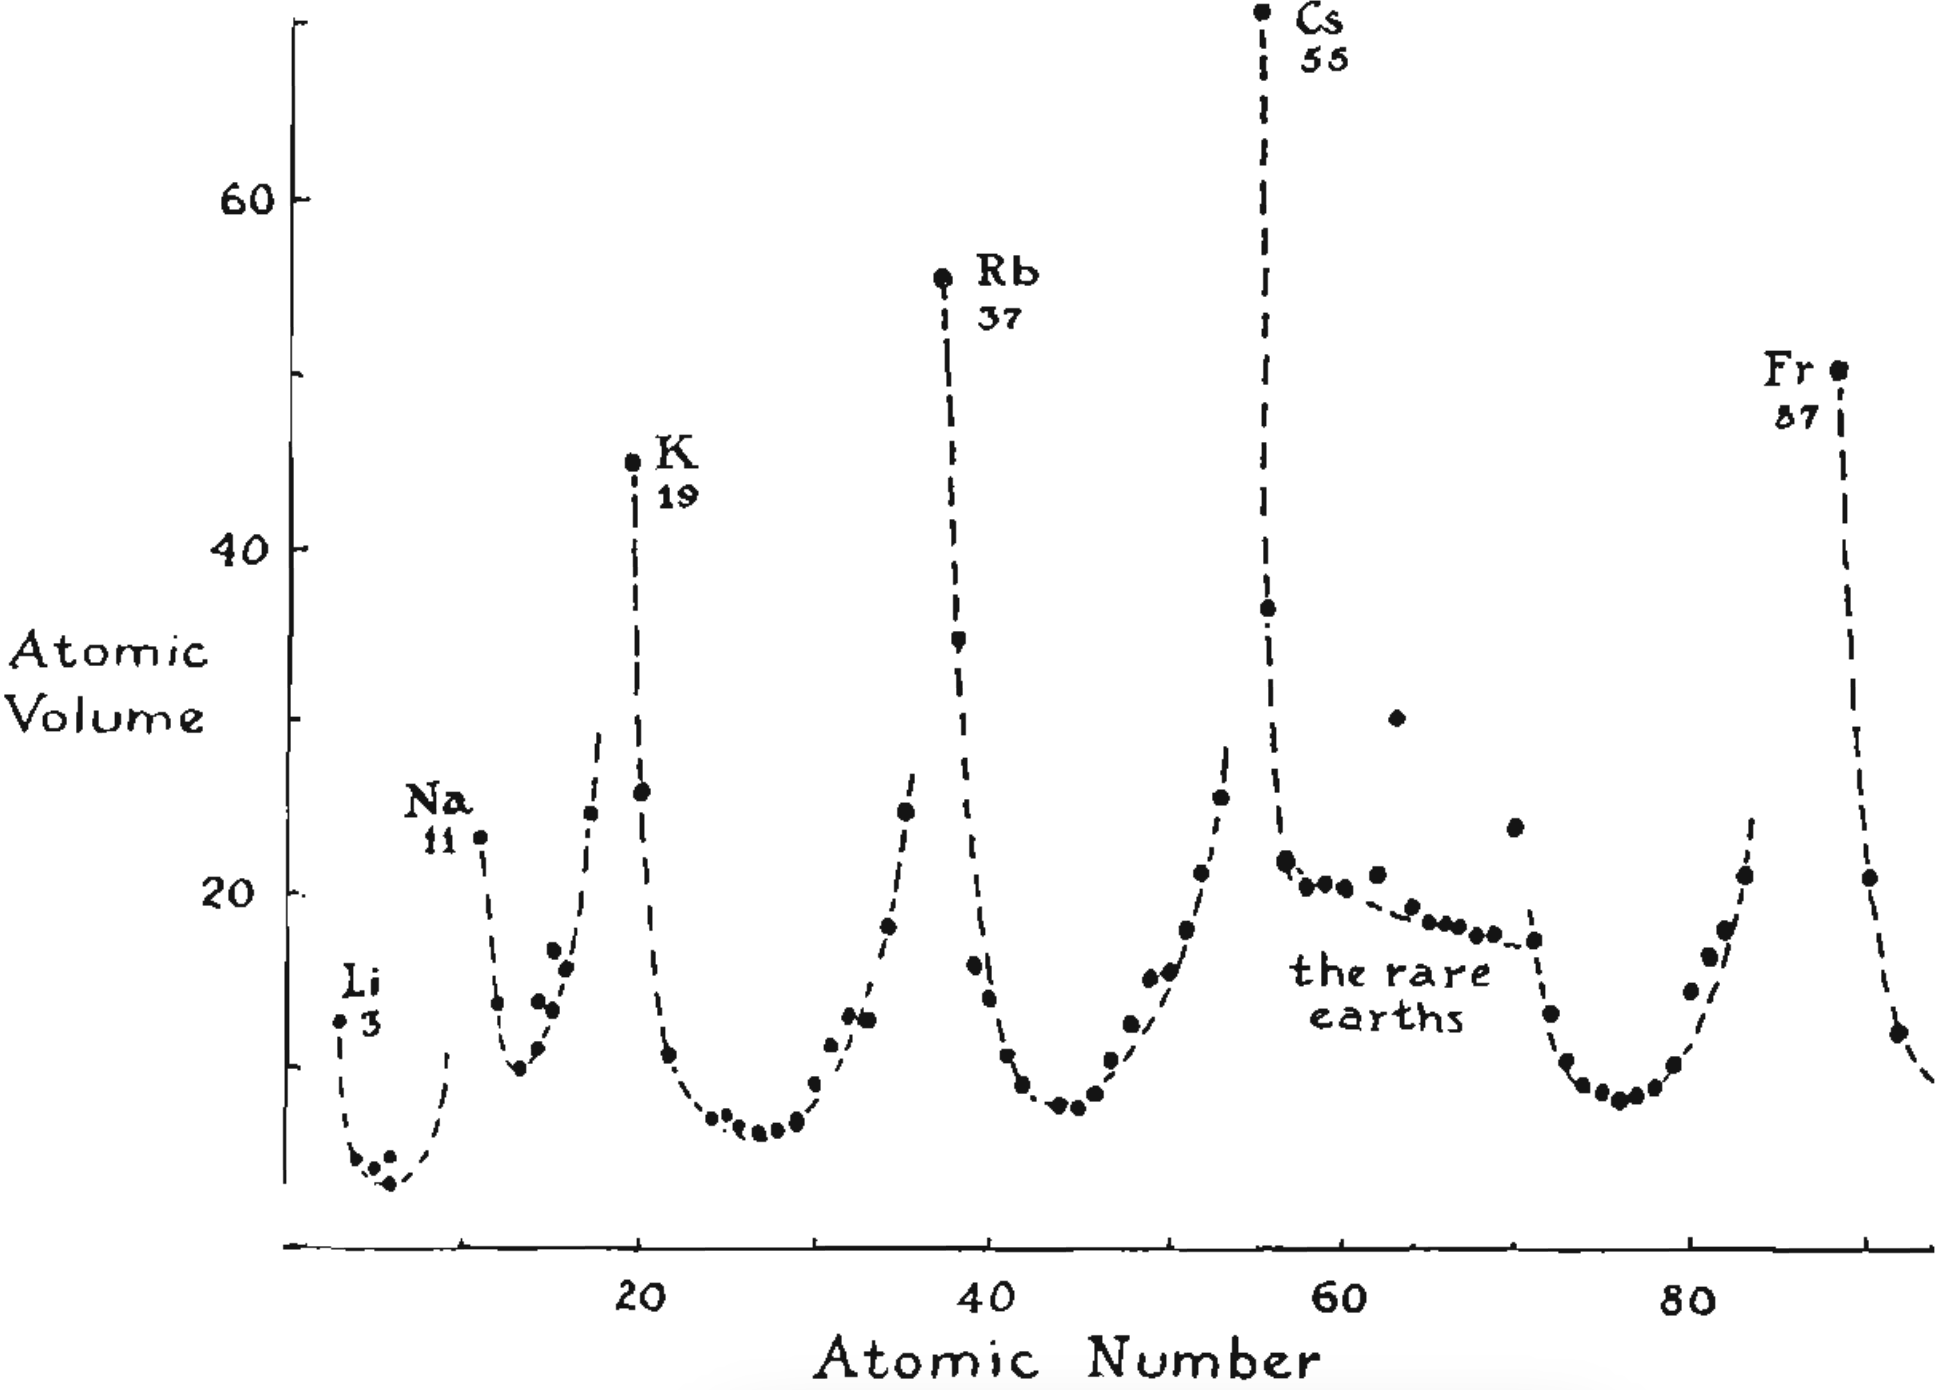 Cs
55
60
Rb
37
Fr
87
K
19
40
Atomic
Volume
Na
11
20
the rare
earths
Li
3
20
40
60
80
Atomic Number